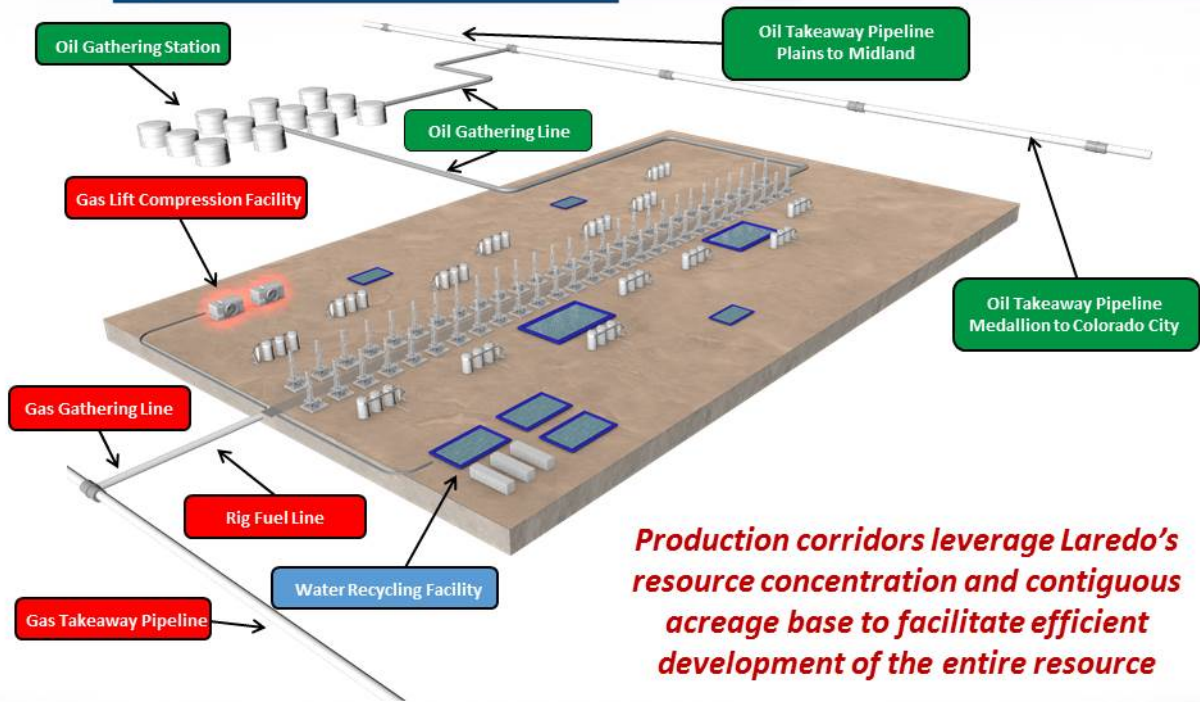 Oil Gathering Station
Oil Takeaway Pipeline
Plains to Midland
Oil Gathering Line
Gas Lift Compression Facility
Oil Takeaway Pipeline
Medallion to Colorado City
Gas Gathering Line
Rig Fuel Line
Water Recycling Facility
Gas Takeaway Pipeline
Production corridors leverage Laredo’s
resource concentration and contiguous
acreage base to facilitate efficient
development of the entire resource